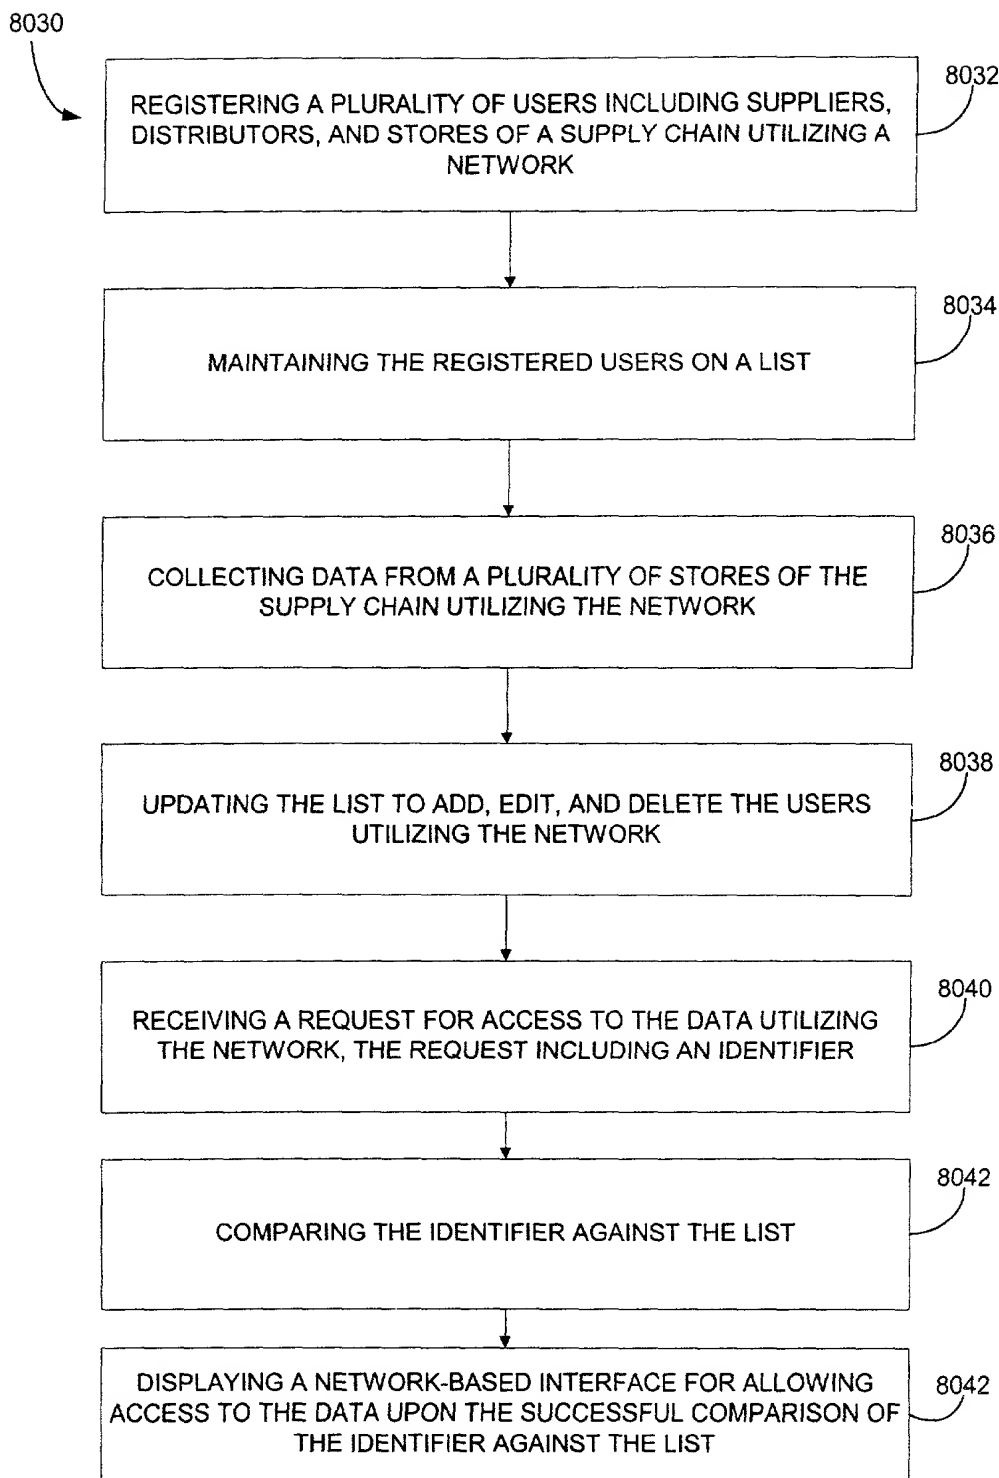 8030
8032
REGISTERING A PLURALITY OF USERS INCLUDING SUPPLIERS,
DISTRIBUTORS, AND STORES OF A SUPPLY CHAIN UTILIZING A
NETWORK
8034
MAINTAINING THE REGISTERED USERS ON A LIST
8036
COLLECTING DATA FROM A PLURALITY OF STORES OF THE
SUPPLY CHAIN UTILIZING THE NETWORK
8038
UPDATING THE LIST TO ADD, EDIT, AND DELETE THE USERS
UTILIZING THE NETWORK
8040
RECEIVING A REQUEST FOR ACCESS TO THE DATA UTILIZING
THE NETWORK, THE REQUEST INCLUDING AN IDENTIFIER
8042
COMPARING THE IDENTIFIER AGAINST THE LIST
8042
DISPLAYING A NETWORK-BASED INTERFACE FOR ALLOWING
ACCESS TO THE DATA UPON THE SUCCESSFUL COMPARISON OF
THE IDENTIFIER AGAINST THE LIST